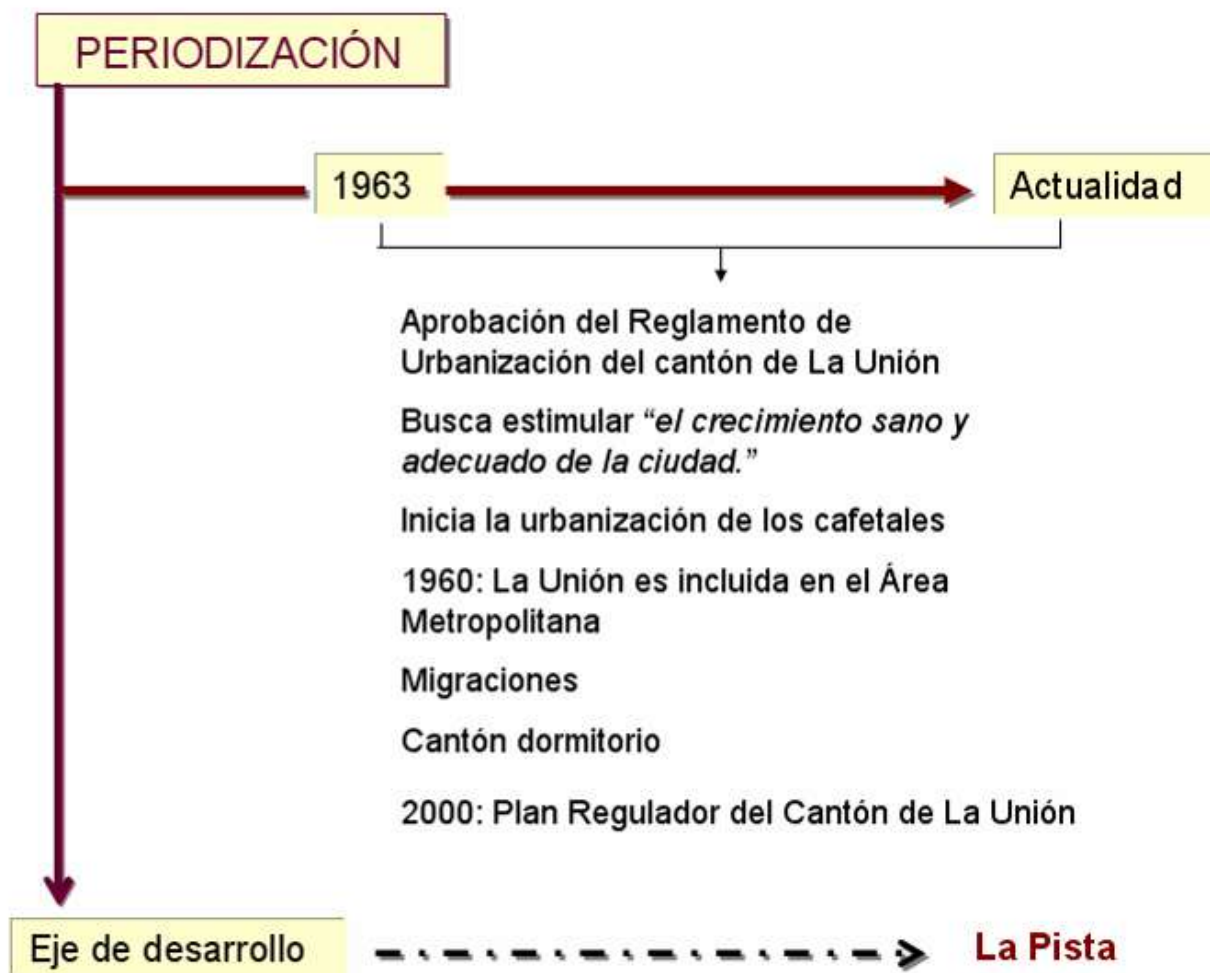 PERIODIZACIÓN
1963
Actualidad
Aprobación del Reglamento de
Urbanización del cantón de La Unión
Busca estimular “el crecimiento sano y
adecuado de la ciudad.”
Inicia la urbanización de los cafetales
1960: La Unión es incluida en el Área
Metropolitana
Migraciones
Cantón dormitorio
2000: Plan Regulador del Cantón de La Unión
Eje de desarrollo
La Pista